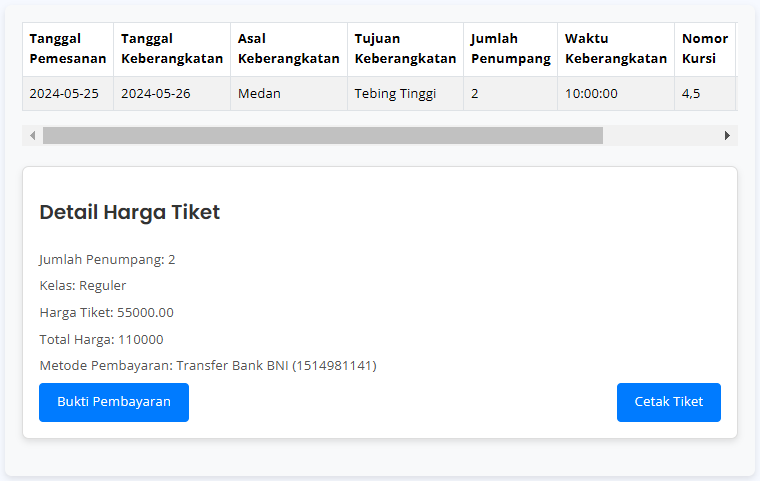 Tanggal Pemesanan Tanggal Keberangkatan Asal Keberangkatan Tujuan Keberangkatan Jumlah Penumpang Waktu Keberangkatan Nomor Kursi
2024-05-25 2024-05-26 Medan Tebing Tinggi 2 10:00:00 4,5
Detail Harga Tiket
Jumlah Penumpang: 2
Kelas: Reguler
Harga Tiket: 55000.00
Total Harga: 110000
Metode Pembayaran: Transfer Bank BNI (1514981141)
Bukti Pembayaran Cetak Tiket